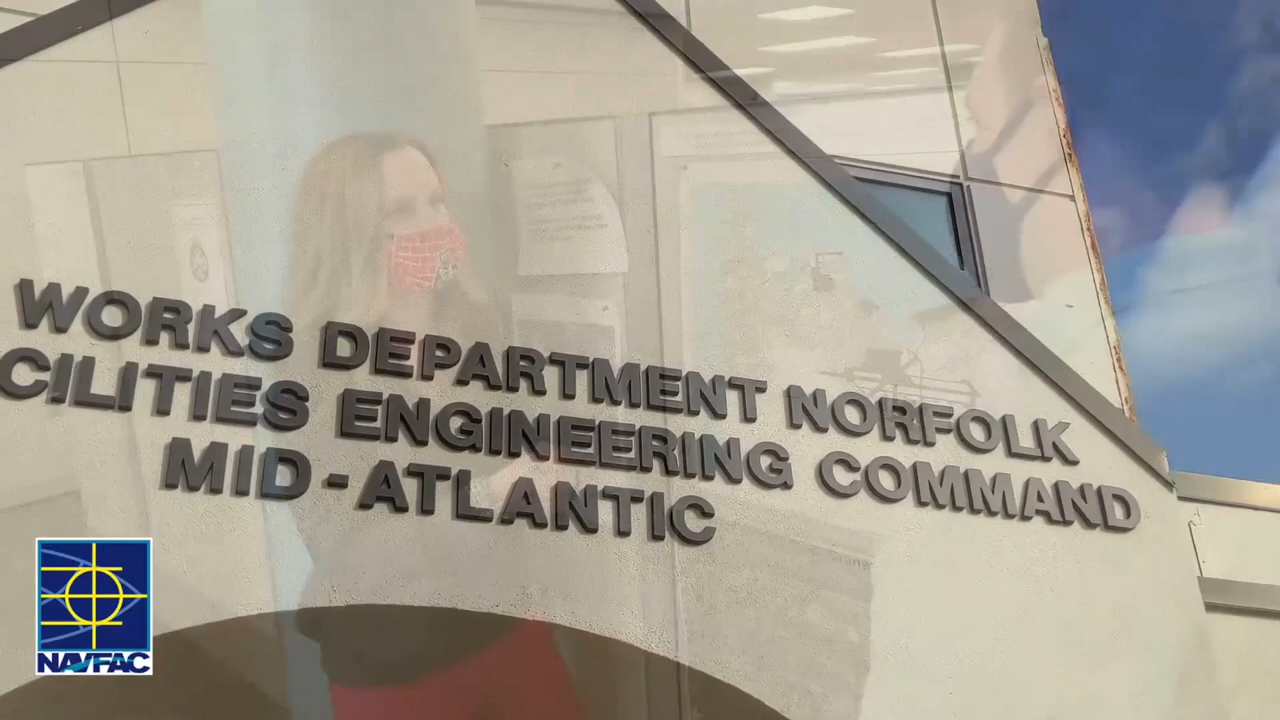 WORKS DEPARTMENT NORFOLK
CILITIES ENGINEERING COMMAND
MID-ATLANTIC
NAVFAC